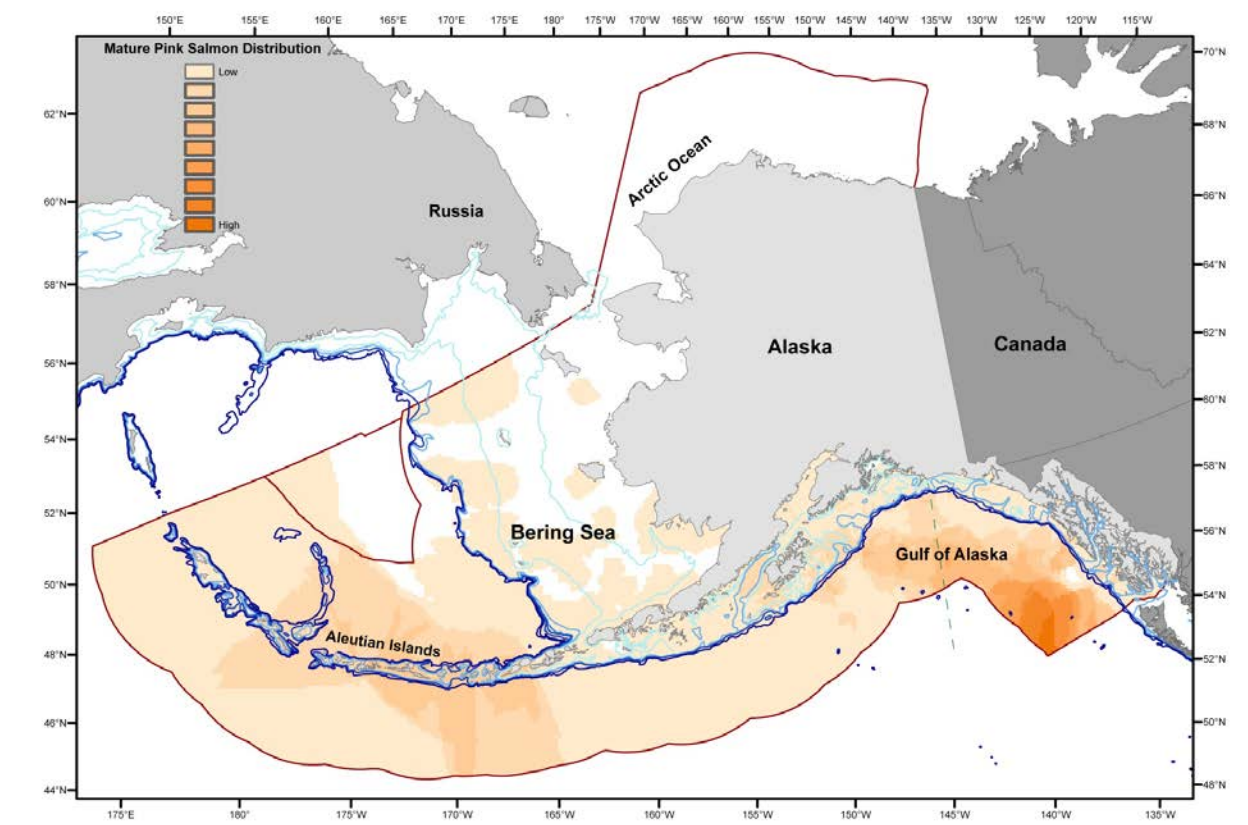 150°E 155°E 160°E 165°E 170°E 175°E 180° 175°W 170°W 165°W 160°W 155°W 150°W 145°W 140°W 135°W 130°W 125°W 120°W 115°W
Mature Pink Salmon Distribution
Low
High
70°N
68°N
66°N
64°N
62°N
60°N
58°N
56°N
54°N
52°N
50°N
48°N
62°N
60°N
58°N
56°N
54°N
52°N
50°N
48°N
46°N
44°N
Arctic Ocean
Russia
Alaska
Canada
Bering Sea
Gulf of Alaska
Aleutian Islands
175°E 180° 175°W 170°W 165°W 160°W 155°W 150°W 145°W 140°W 135°W